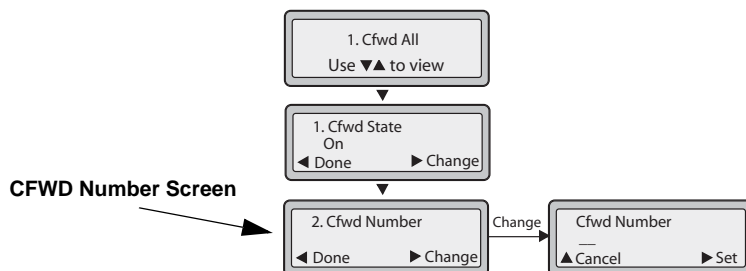 1. Cfwd All
Use ▼▲ to view
▼
1. Cfwd State
On
◀ Done ▶ Change
▼
CFWD Number Screen
2. Cfwd Number
◀ Done ▶ Change
Change
Cfwd Number
__
▲ Cancel ▶ Set